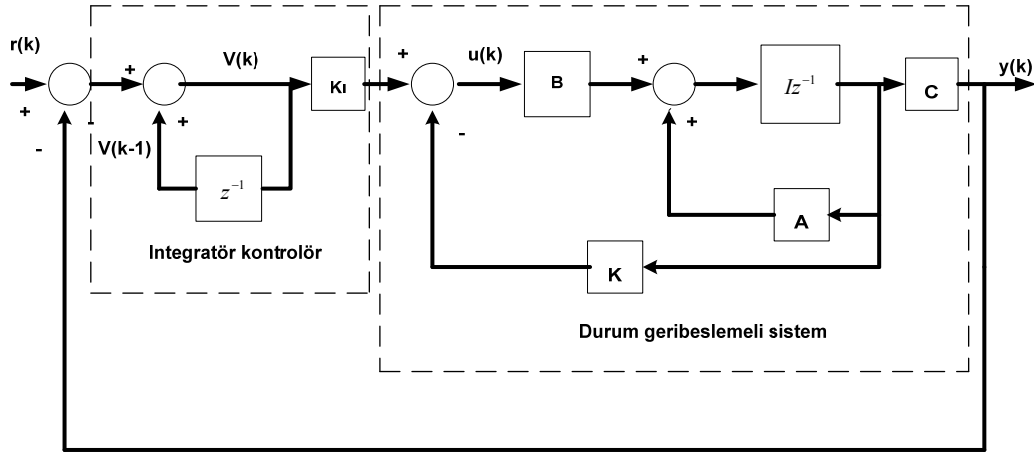 r(k)
+
-
-
+
+
V(k)
V(k-1)
z⁻¹
Kı
Integratör kontrolör
+
-
u(k)
B
+
+
Iz⁻¹
A
K
C
y(k)
Durum geribeslemeli sistem